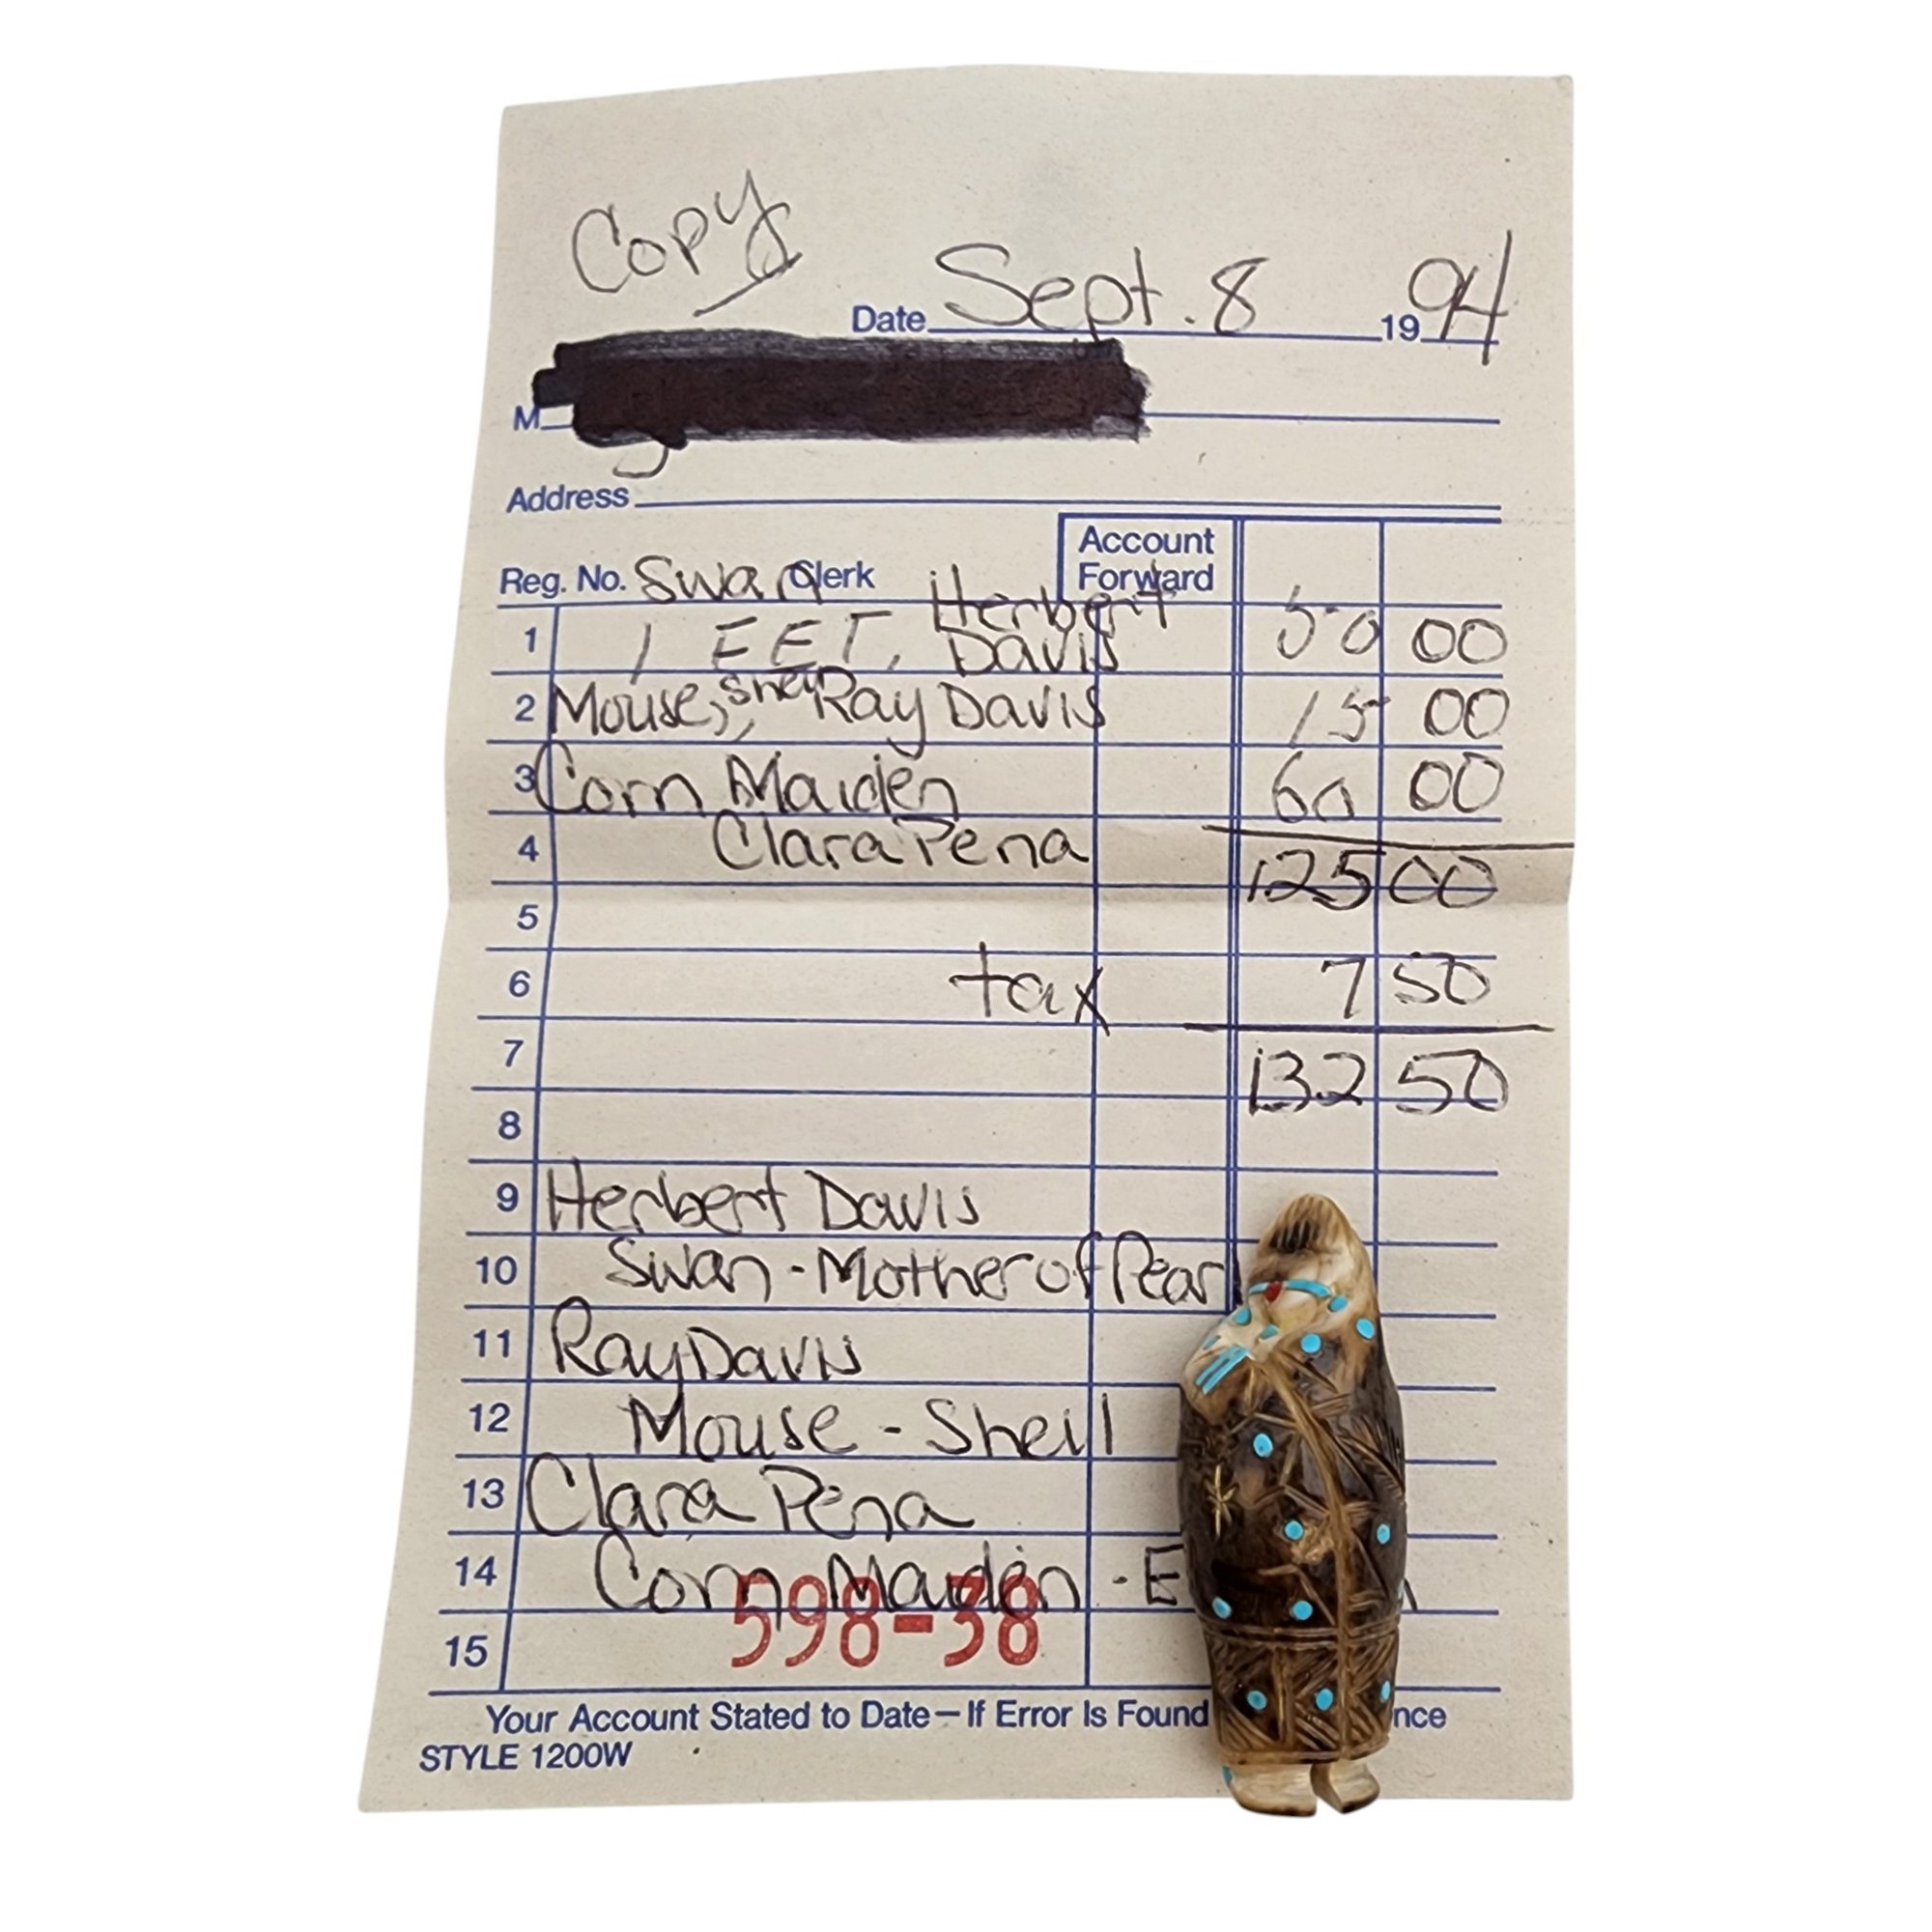 Copy
Date Sept. 8 19 94
M
Address
Account
Forward
Reg. No. Swan Clerk
1 1 FET, Herbert Davis 50 00
2 Mouse, Shell Ray Davis 15 00
3 Corn Maiden 60 00
4 Clara Pena 125 00
5
6 tax 7 50
7 132 50
8
9 Herbert Davis
10 Swan - Mother of Pearl
11 Ray Davis
12 Mouse - Shell
13 Clara Pena
14 Corn Maiden - E
598-38
15
Your Account Stated to Date — If Error Is Found nce
STYLE 1200W